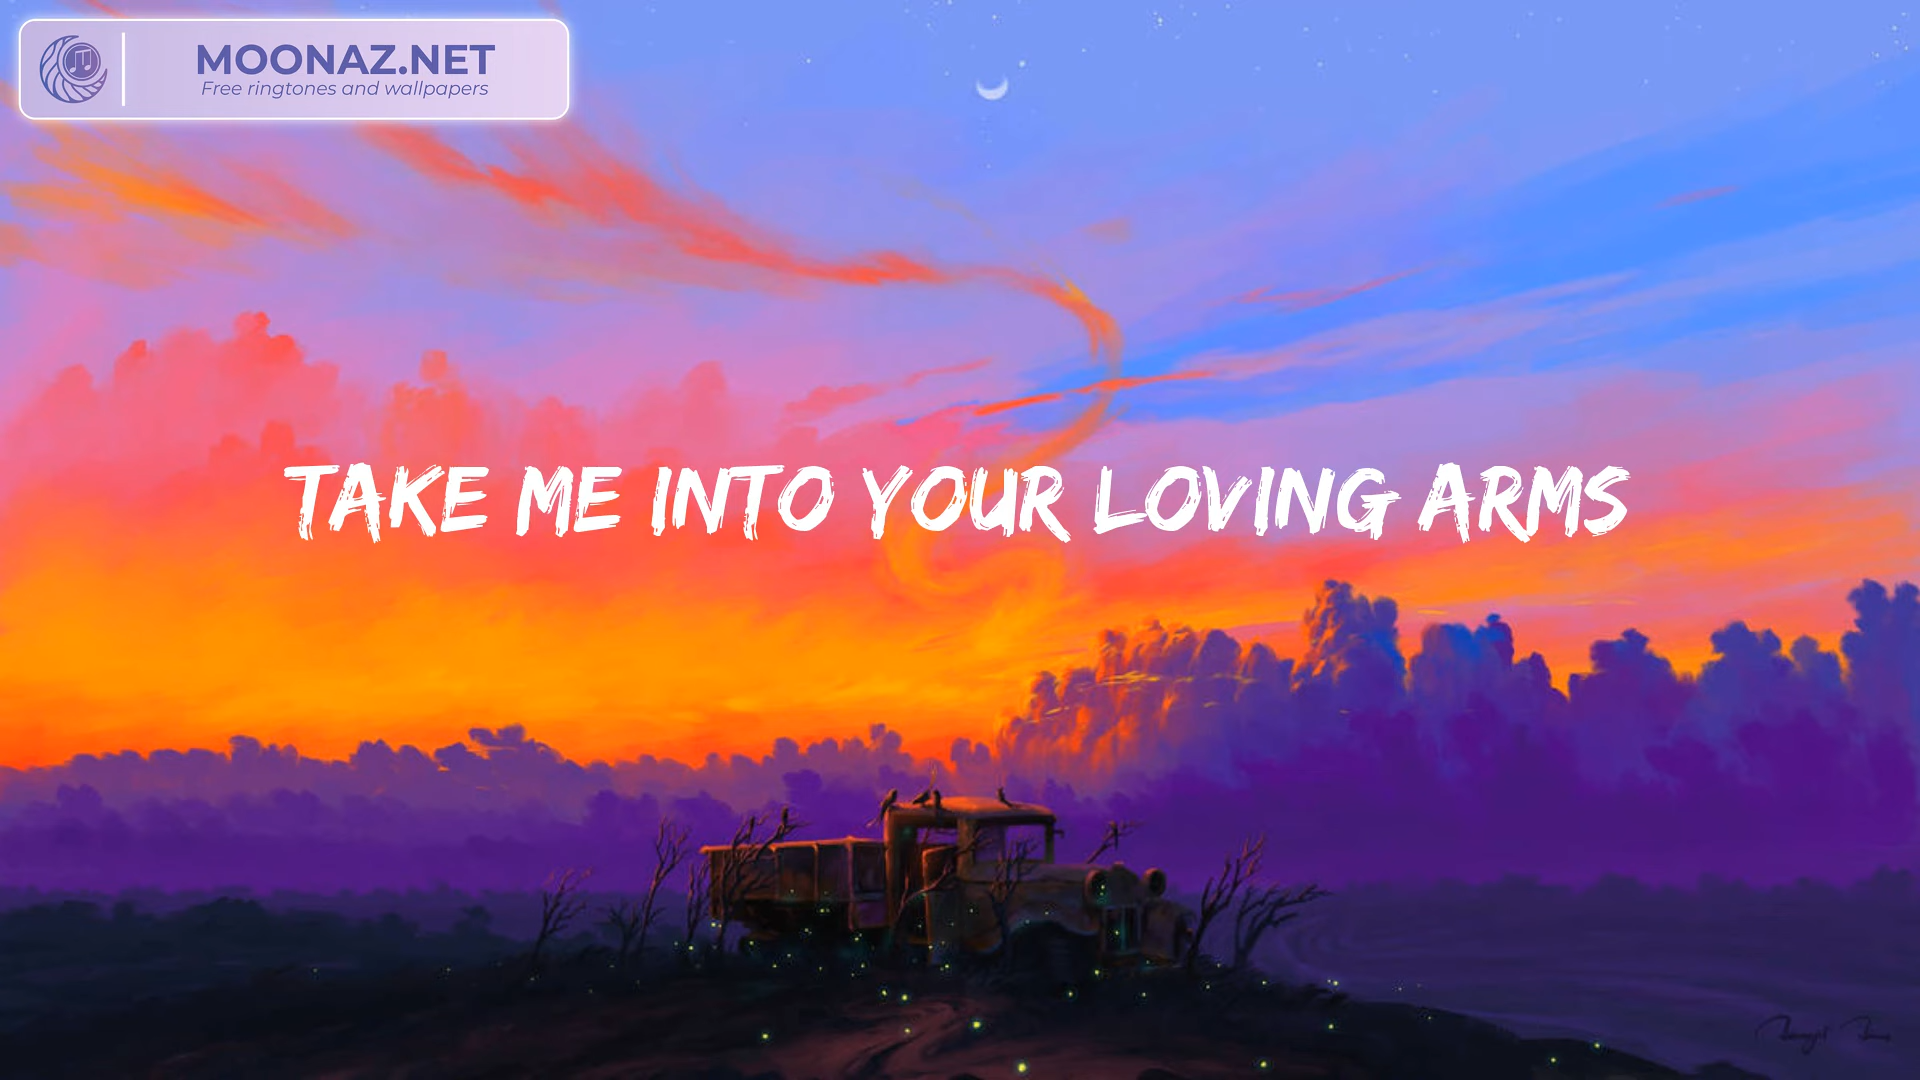 MOONAZ.NET
Free ringtones and wallpapers
TAKE ME INTO YOUR LOVING ARMS